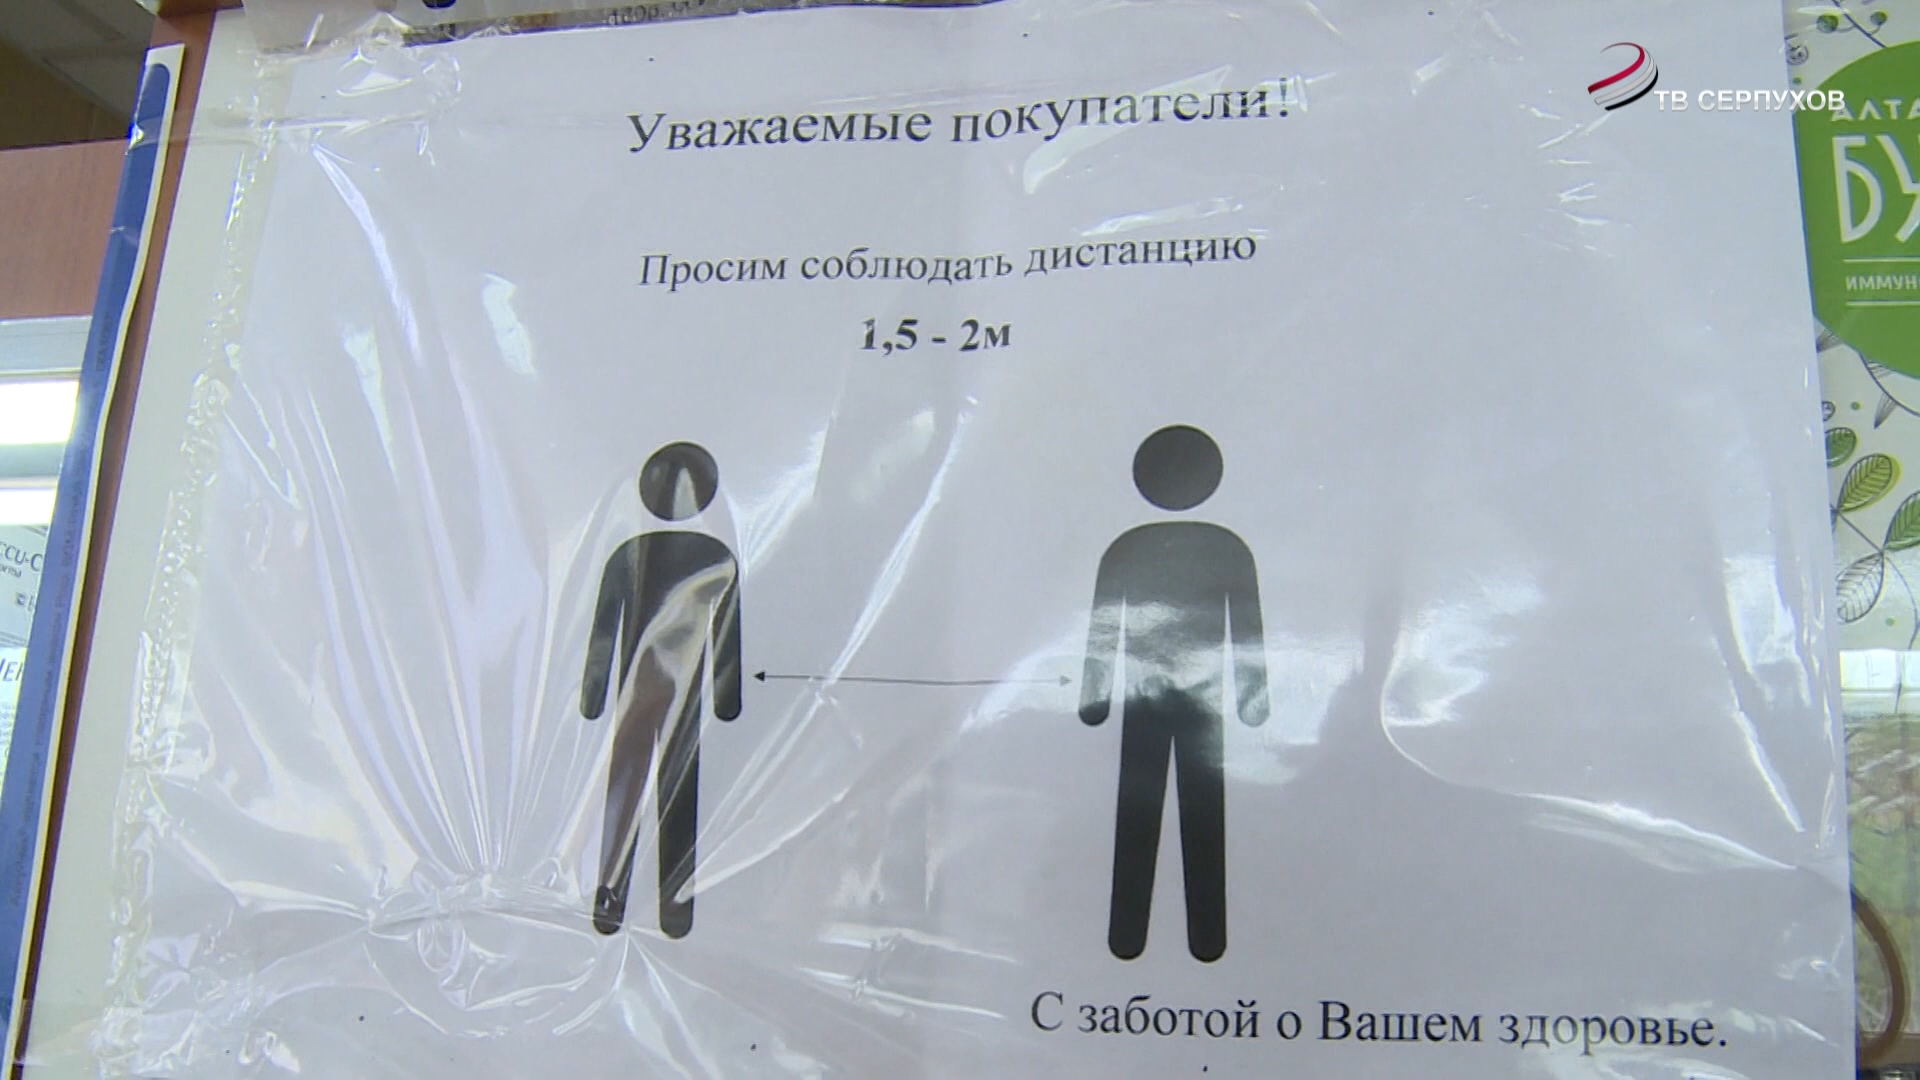 ТВ СЕРПУХОВ
Уважаемые покупатели!
Просим соблюдать дистанцию
1,5 - 2м
С заботой о Вашем здоровье.